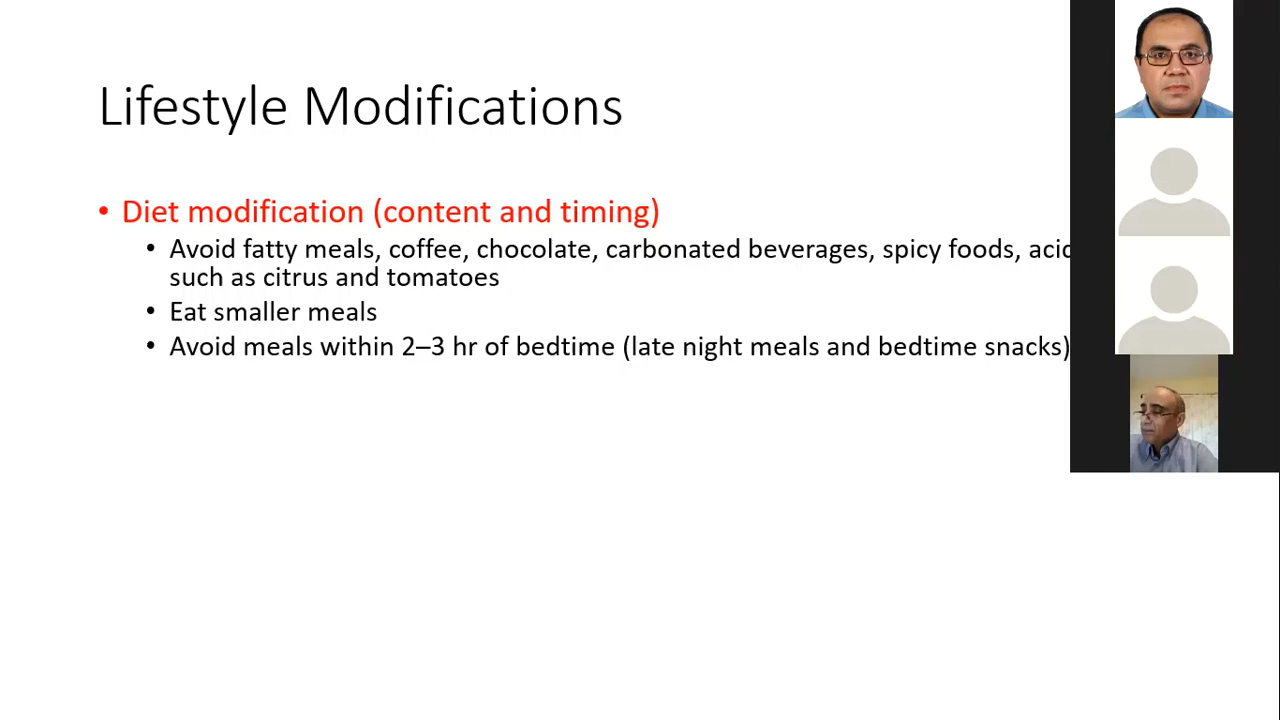 Lifestyle Modifications
• Diet modification (content and timing)
• Avoid fatty meals, coffee, chocolate, carbonated beverages, spicy foods,
such as citrus and tomatoes
• Eat smaller meals
• Avoid meals within 2–3 hr of bedtime (late night meals and bedtime snacks)